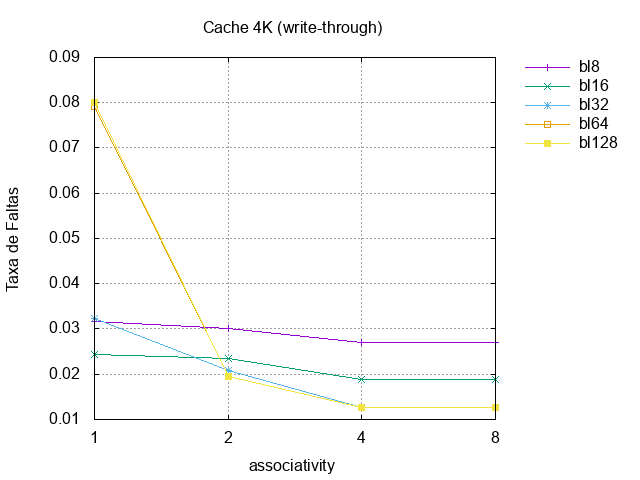 Cache 4K (write-through)
0.09
0.08
0.07
0.06
0.05
0.04
0.03
0.02
0.01
Taxa de Faltas
1 2 4 8
associativity
bl8
bl16
bl32
bl64
bl128